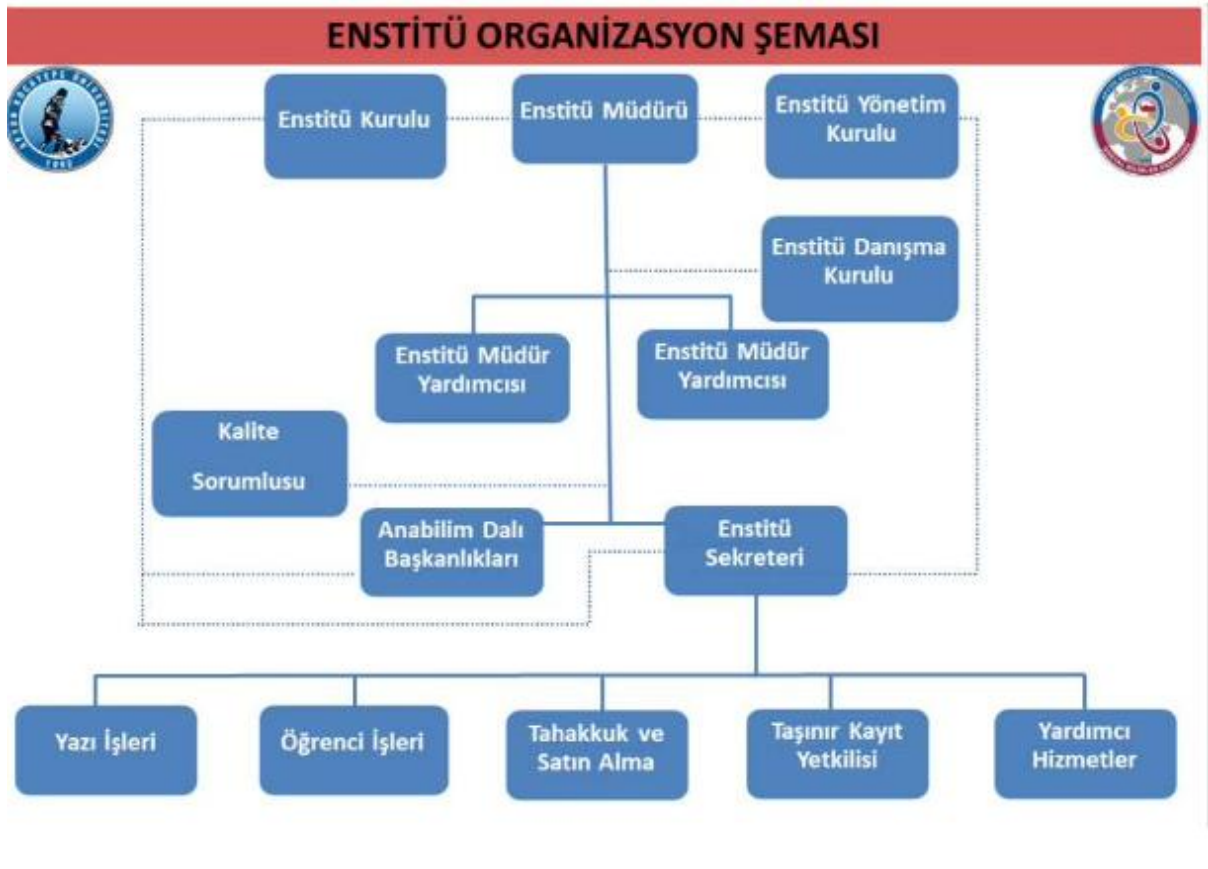 ENSTİTÜ ORGANİZASYON ŞEMASI
Enstitü Kurulu
Enstitü Müdürü
Enstitü Yönetim
Kurulu
Enstitü Danışma
Kurulu
Enstitü Müdür
Yardımcısı
Enstitü Müdür
Yardımcısı
Kalite
Sorumlusu
Anabilim Dalı
Başkanlıkları
Enstitü
Sekreteri
Yazı İşleri
Öğrenci İşleri
Tahakkuk ve
Satın Alma
Taşınır Kayıt
Yetkilisi
Yardımcı
Hizmetler